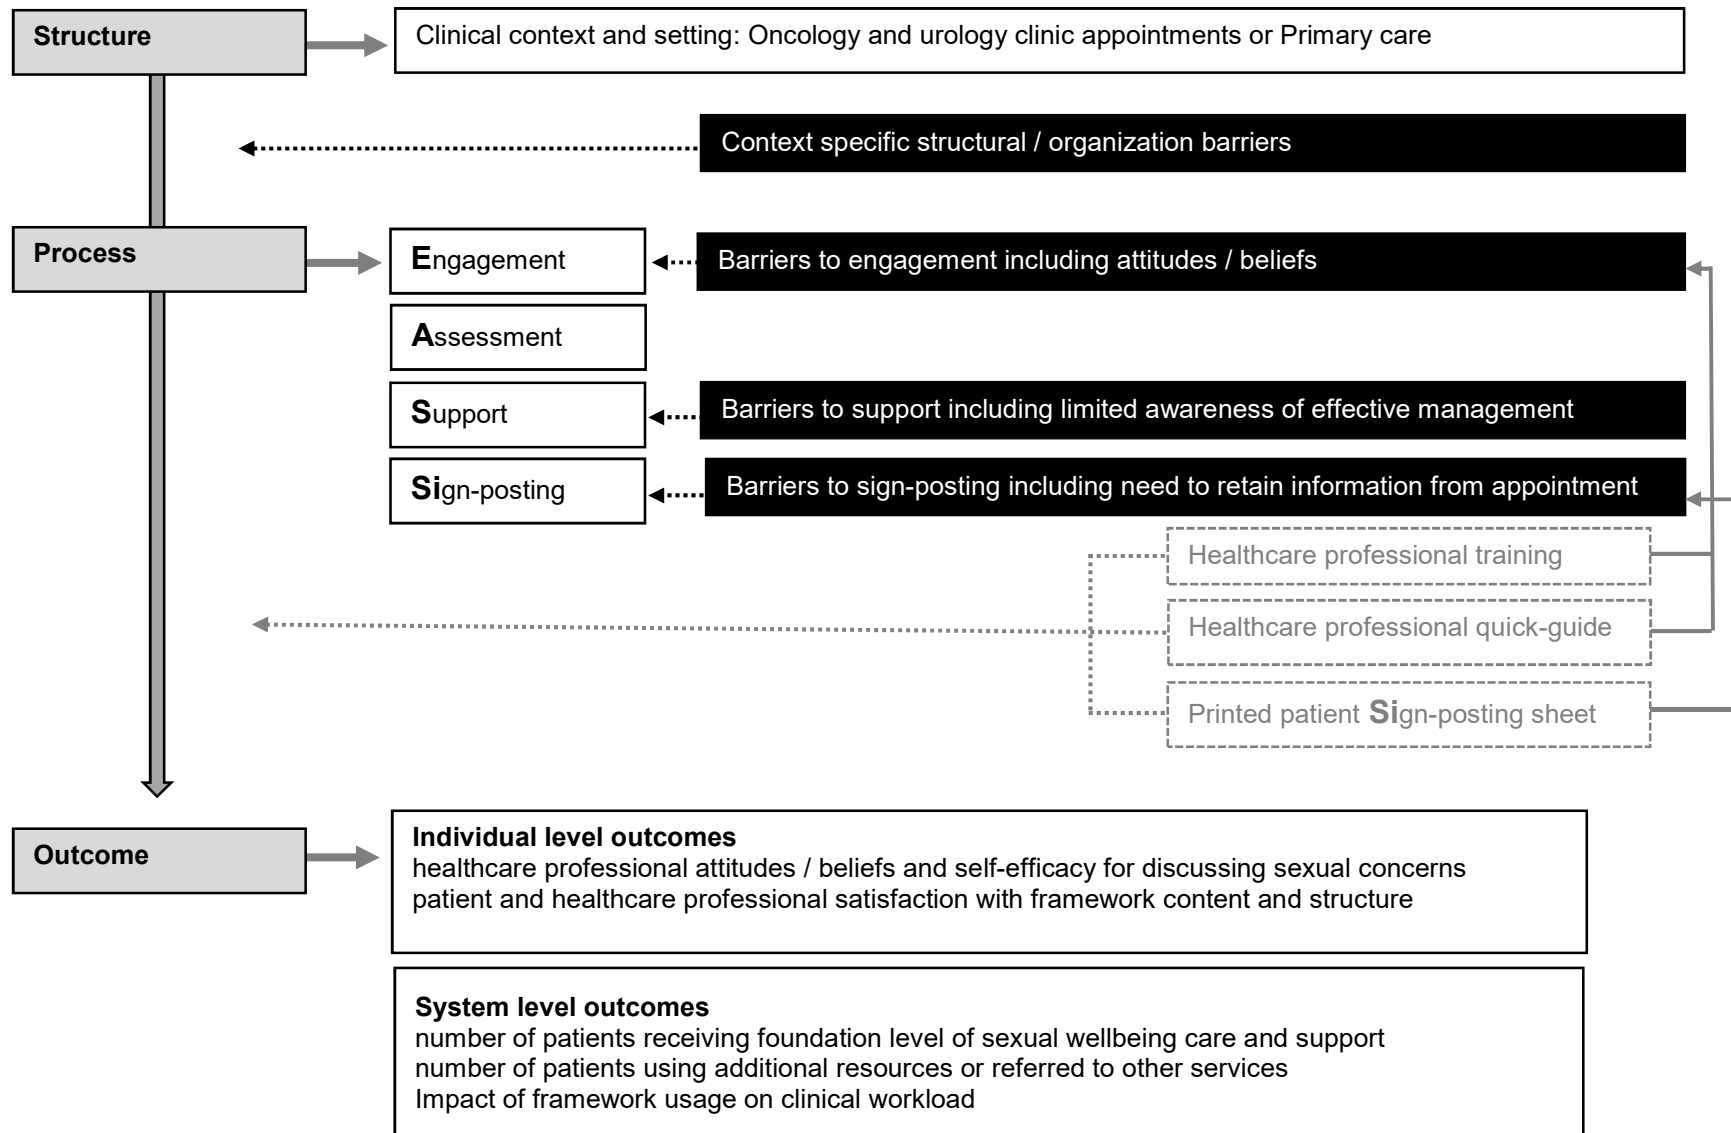 Structure
Clinical context and setting: Oncology and urology clinic appointments or Primary care
Context specific structural / organization barriers
Process
Engagement
Barriers to engagement including attitudes / beliefs
Assessment
Support
Barriers to support including limited awareness of effective management
Sign-posting
Barriers to sign-posting including need to retain information from appointment
Healthcare professional training
Healthcare professional quick-guide
Printed patient Sign-posting sheet
Outcome
Individual level outcomes
healthcare professional attitudes / beliefs and self-efficacy for discussing sexual concerns
patient and healthcare professional satisfaction with framework content and structure
System level outcomes
number of patients receiving foundation level of sexual wellbeing care and support
number of patients using additional resources or referred to other services
Impact of framework usage on clinical workload